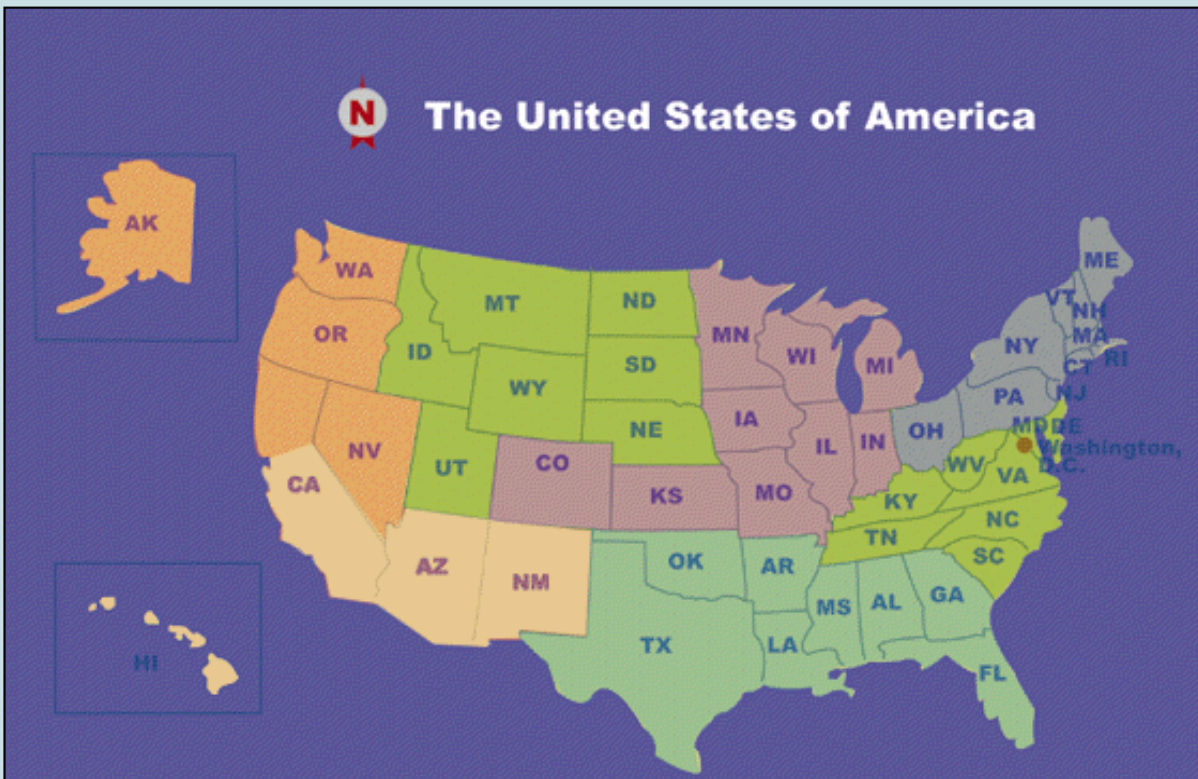 N The United States of America
AK
ME
WA
VT
MT
ND
NH
OR
MN
MA
NY
ID
WI
RI
SD
MI
CT
WY
NJ
PA
IA
NE
OH
MD DE
IL
IN
NV
Washington,
D.C.
CO
UT
WV
VA
CA
KS
MO
KY
NC
TN
SC
OK
AR
AZ
NM
GA
AL
MS
TX
LA
HI
FL